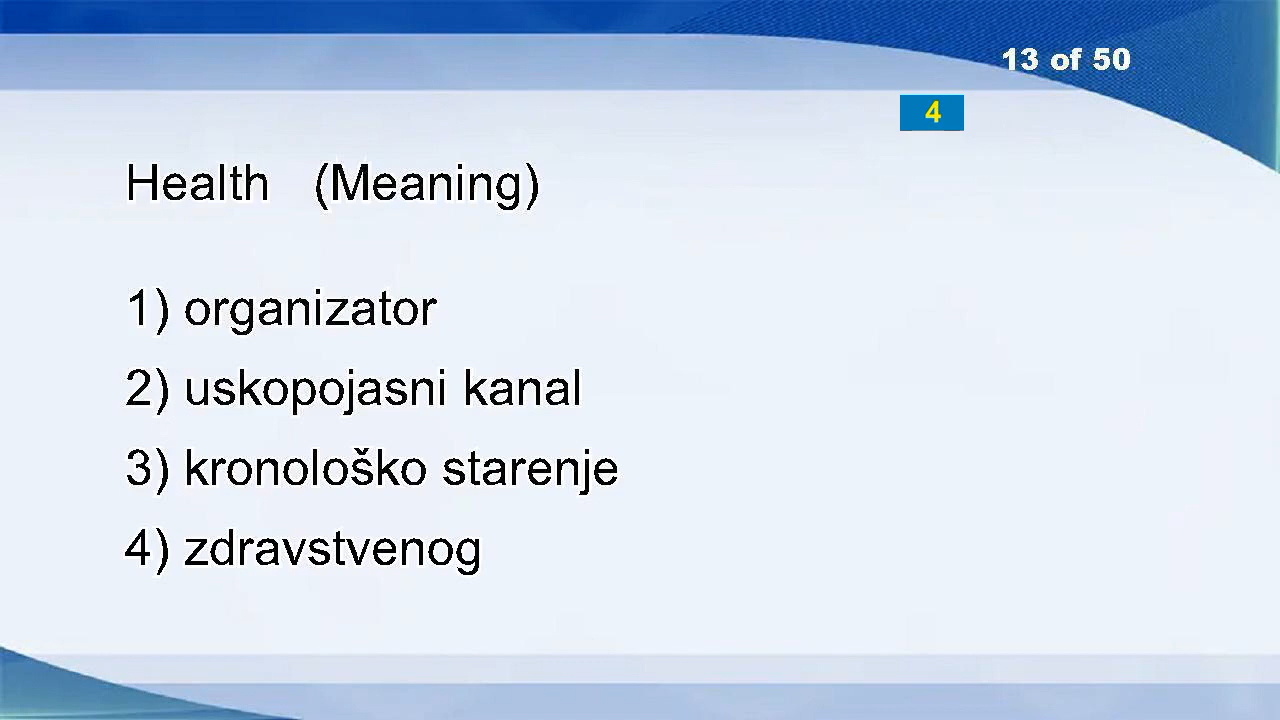 13 of 50
4
Health (Meaning)
1) organizator
2) uskopojasni kanal
3) kronološko starenje
4) zdravstvenog